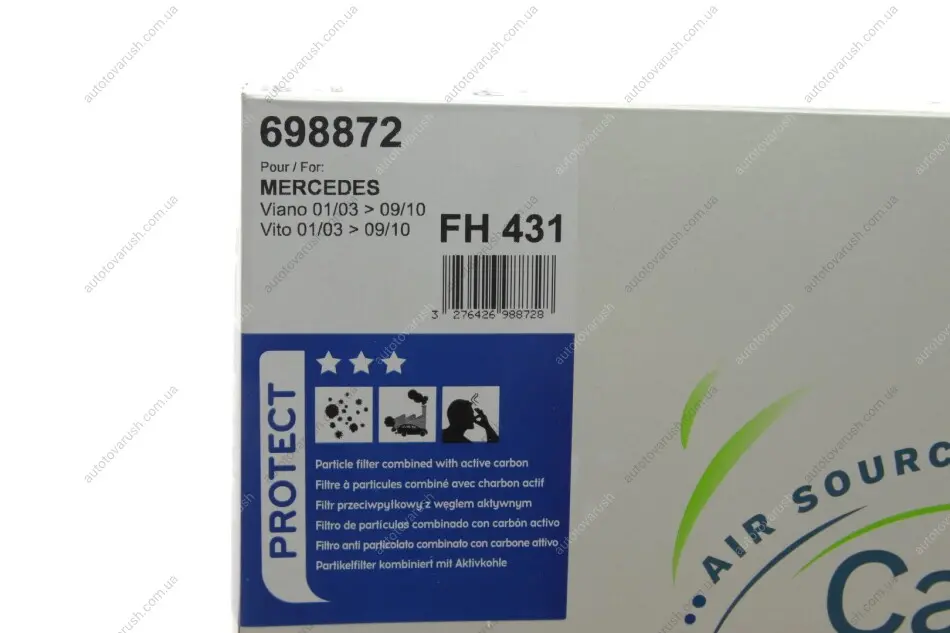 698872
Pour / For:
MERCEDES
Viano 01/03 > 09/10
Vito 01/03 > 09/10
FH 431
3 276426 988728
PROTECT
Particle filter combined with active carbon
Filtre à particules combiné avec charbon actif
Filtr przeciwpyłkowy z węglem aktywnym
Filtro de particulas combinado con carbón activo
Filtro anti particolato combinato con carbone attivo
Partikelfilter kombiniert mit Aktivkohle
AIR SOURC
Ca
autotovarush.com.ua